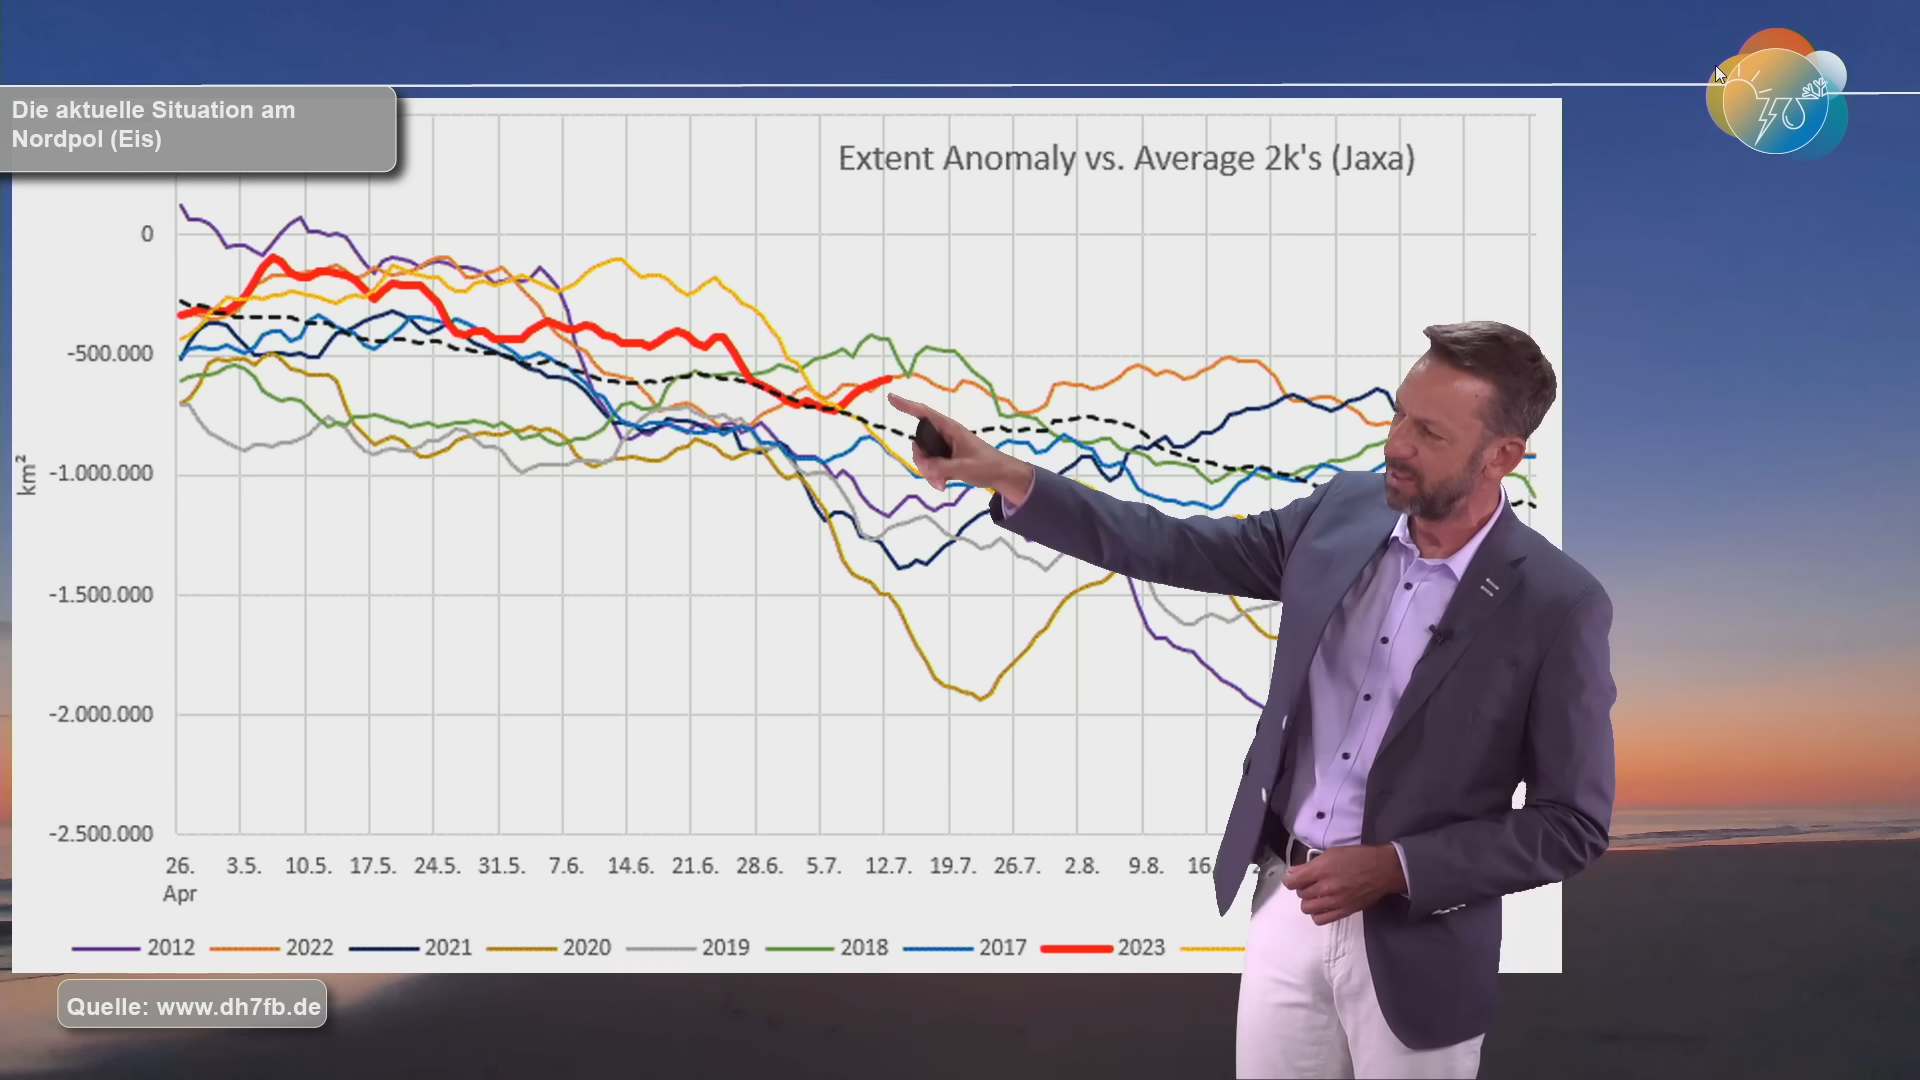 Die aktuelle Situation am
Nordpol (Eis)
Extent Anomaly vs. Average 2k's (Jaxa)
0
-500.000
-1.000.000
-1.500.000
-2.000.000
-2.500.000
km²
26. 3.5. 10.5. 17.5. 24.5. 31.5. 7.6. 14.6. 21.6. 28.6. 5.7. 12.7. 19.7. 26.7. 2.8. 9.8. 16
Apr
2012 2022 2021 2020 2019 2018 2017 2023
Quelle: www.dh7fb.de